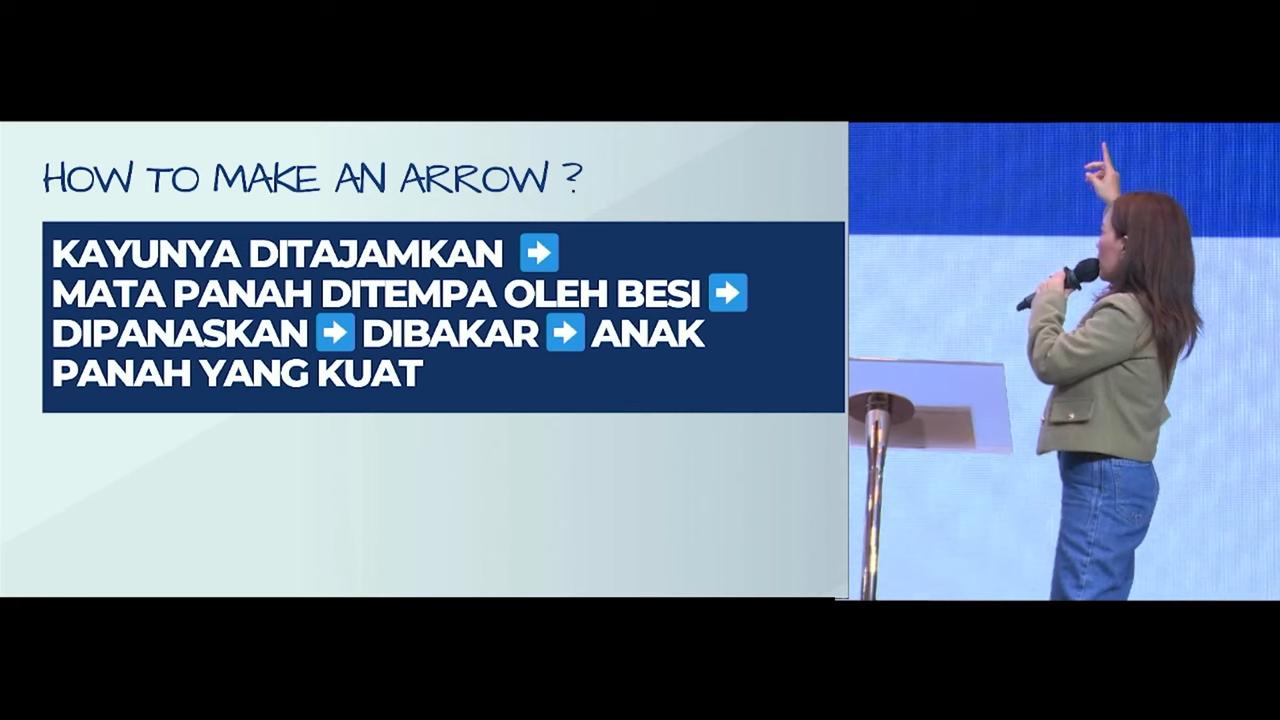 HOW TO MAKE AN ARROW ?
KAYUNYA DITAJAMKAN ➡️
MATA PANAH DITEMPA OLEH BESI ➡️
DIPANASKAN ➡️ DIBAKAR ➡️ ANAK
PANAH YANG KUAT